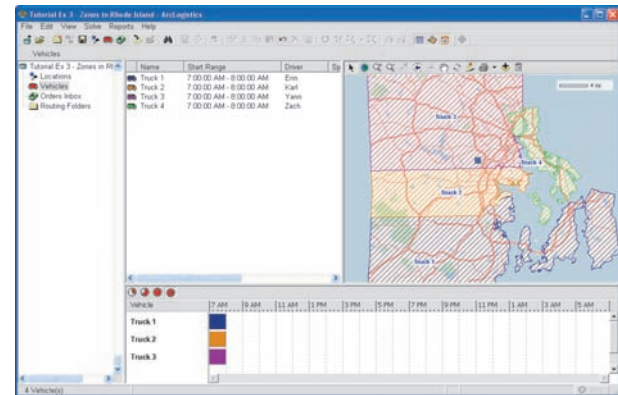 Tutorial Ex 3 - Zones in Rhode Island - ArcLogistics
File Edit View Solve Reports Help
Vehicles
Tutorial Ex 3 - Zones in Rh
Locations
Vehicles
Orders Inbox
Routing Folders
Name Start Range Driver Sp
Truck 1 7:00:00 AM - 8:00:00 AM Erin
Truck 2 7:00:00 AM - 8:00:00 AM Karl
Truck 3 7:00:00 AM - 8:00:00 AM Yann
Truck 4 7:00:00 AM - 8:00:00 AM Zach
4 mi
Truck 3
Truck 4
Truck 2
Truck 1
Vehicle 7 AM 9 AM 11 AM 1 PM 3 PM 5 PM 7 PM 9 PM 11 PM 1 AM 3 AM 5 AM
Truck 1
Truck 2
Truck 3
4 Vehicle(s)